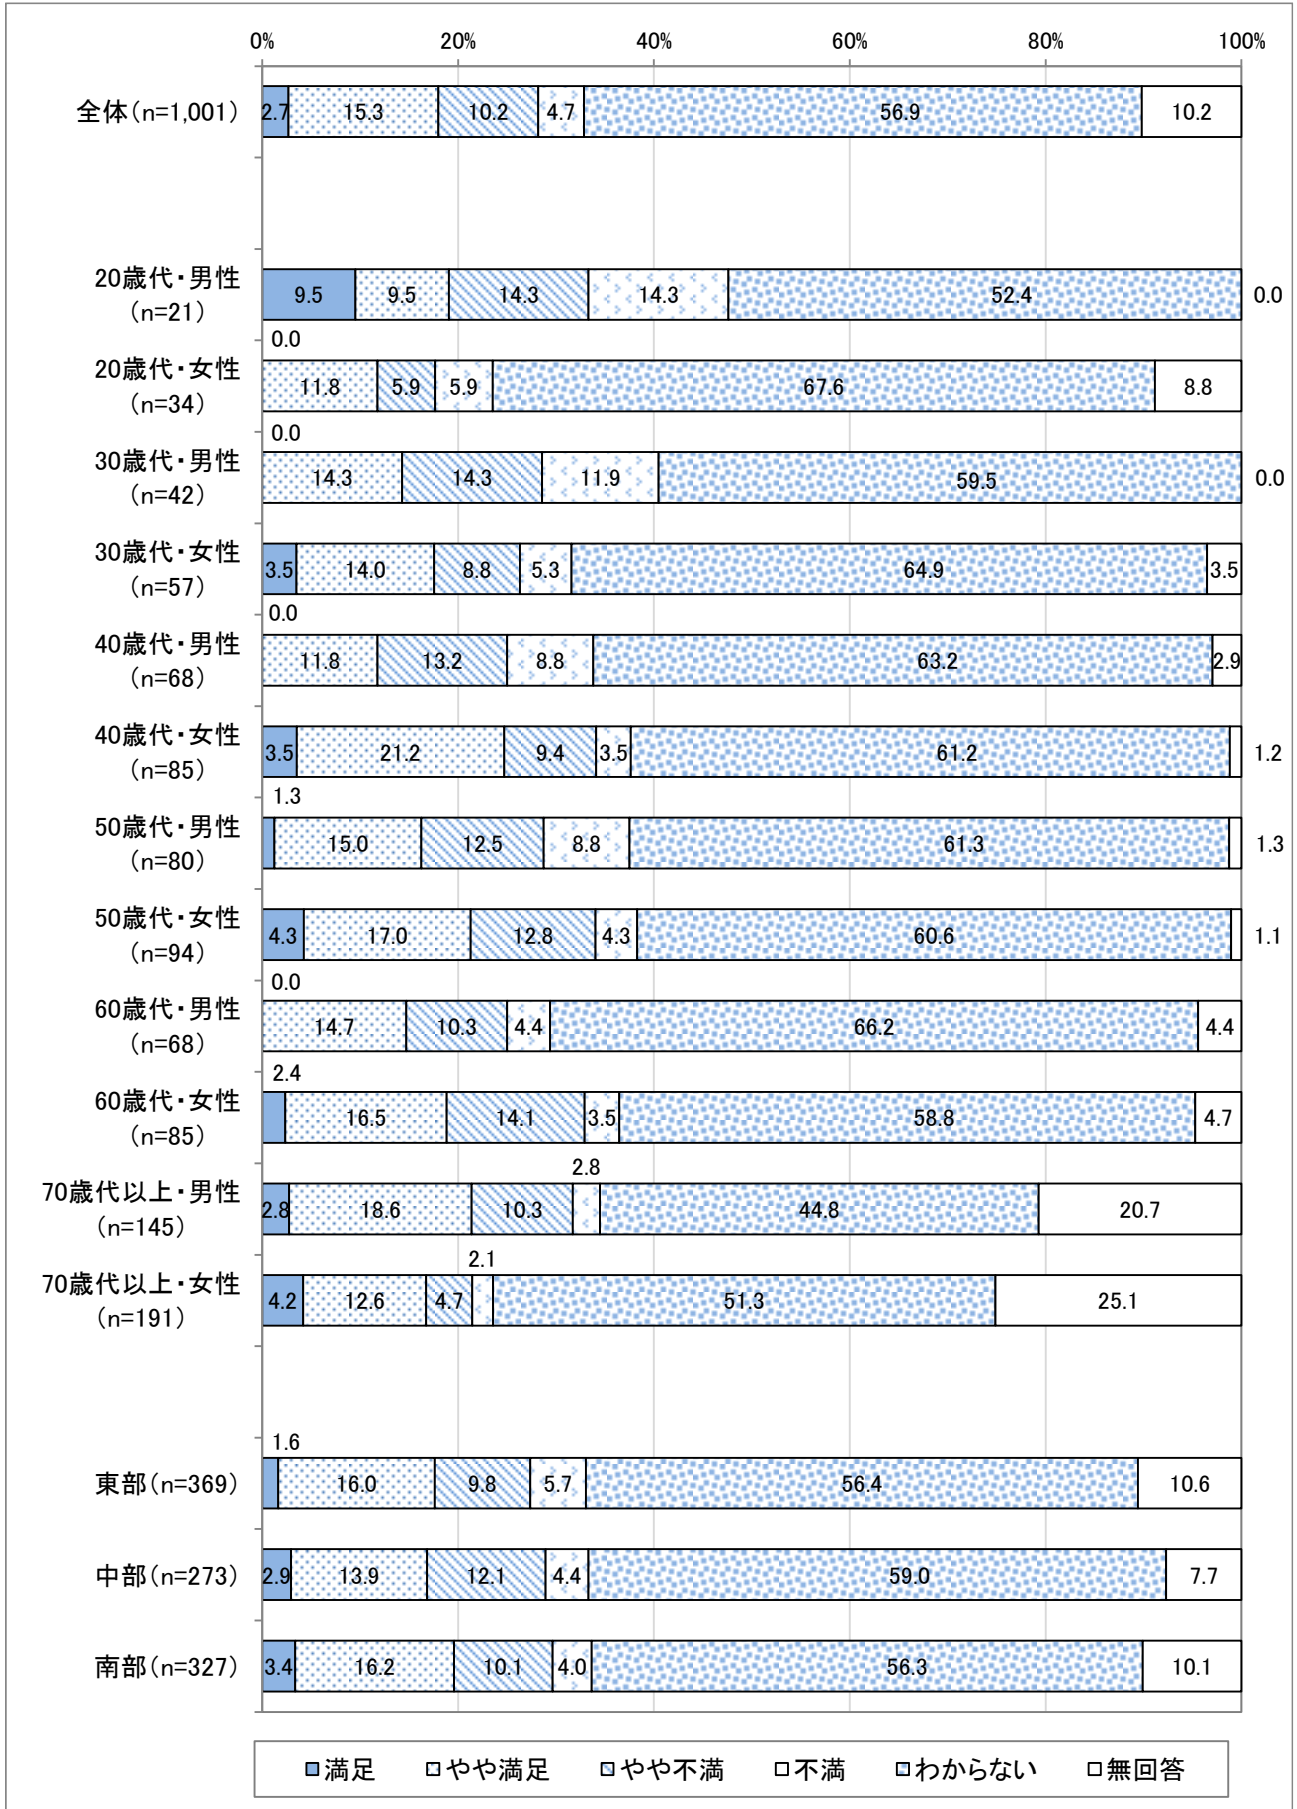 0% 20% 40% 60% 80% 100%
全体(n=1,001) 2.7 15.3 10.2 4.7 56.9 10.2
20歳代・男性
(n=21)
9.5 9.5 14.3 14.3 52.4 0.0
0.0
20歳代・女性
(n=34)
11.8 5.9 5.9 67.6 8.8
0.0
30歳代・男性
(n=42)
14.3 14.3 11.9 59.5 0.0
30歳代・女性
(n=57)
3.5 14.0 8.8 5.3 64.9 3.5
0.0
40歳代・男性
(n=68)
11.8 13.2 8.8 63.2 2.9
40歳代・女性
(n=85)
3.5 21.2 9.4 3.5 61.2 1.2
1.3
50歳代・男性
(n=80)
15.0 12.5 8.8 61.3 1.3
50歳代・女性
(n=94)
4.3 17.0 12.8 4.3 60.6 1.1
0.0
60歳代・男性
(n=68)
14.7 10.3 4.4 66.2 4.4
2.4
60歳代・女性
(n=85)
16.5 14.1 3.5 58.8 4.7
2.8
70歳代以上・男性
(n=145)
2.8 18.6 10.3 44.8 20.7
2.1
70歳代以上・女性
(n=191)
4.2 12.6 4.7 51.3 25.1
1.6
東部(n=369) 16.0 9.8 5.7 56.4 10.6
中部(n=273) 2.9 13.9 12.1 4.4 59.0 7.7
南部(n=327) 3.4 16.2 10.1 4.0 56.3 10.1
満足 やや満足 やや不満 不満 わからない 無回答